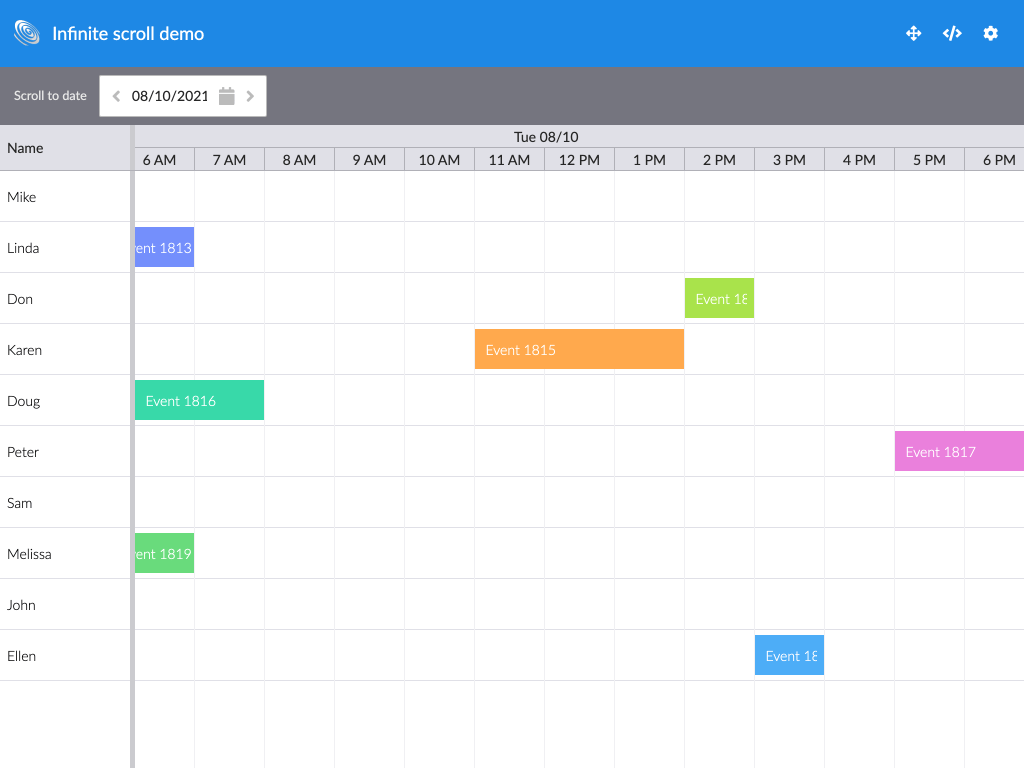 Infinite scroll demo
Scroll to date 08/10/2021
Name
Tue 08/10
6 AM 7 AM 8 AM 9 AM 10 AM 11 AM 12 PM 1 PM 2 PM 3 PM 4 PM 5 PM 6 PM
Mike
Linda ent 1813
Don Event 18
Karen Event 1815
Doug Event 1816
Peter Event 1817
Sam
Melissa ent 1819
John
Ellen Event 18